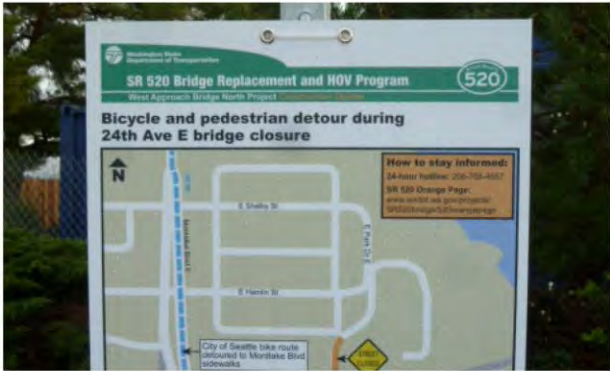 Washington State
Department of Transportation
SR 520 Bridge Replacement and HOV Program
520
West Approach Bridge North Project Construction Update
Bicycle and pedestrian detour during
24th Ave E bridge closure
N
How to stay informed:
24-hour hotline:
SR 520 Orange Page:
E Shelby St
Montlake Blvd E
E Park Dr E
E Hamlin St
City of Seattle bike route
detoured to Montlake Blvd
sidewalks
STREET
CLOSED